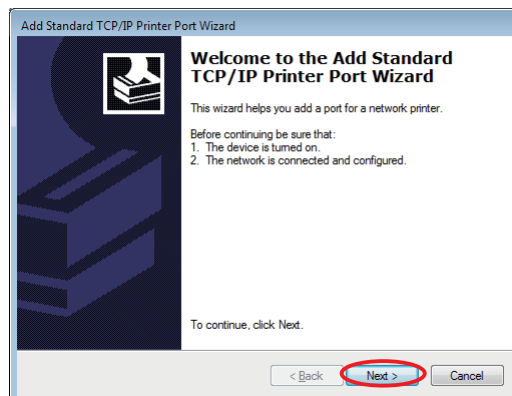 Add Standard TCP/IP Printer Port Wizard
Welcome to the Add Standard
TCP/IP Printer Port Wizard
This wizard helps you add a port for a network printer.
Before continuing be sure that:
1. The device is turned on.
2. The network is connected and configured.
To continue, click Next.
< Back Next > Cancel